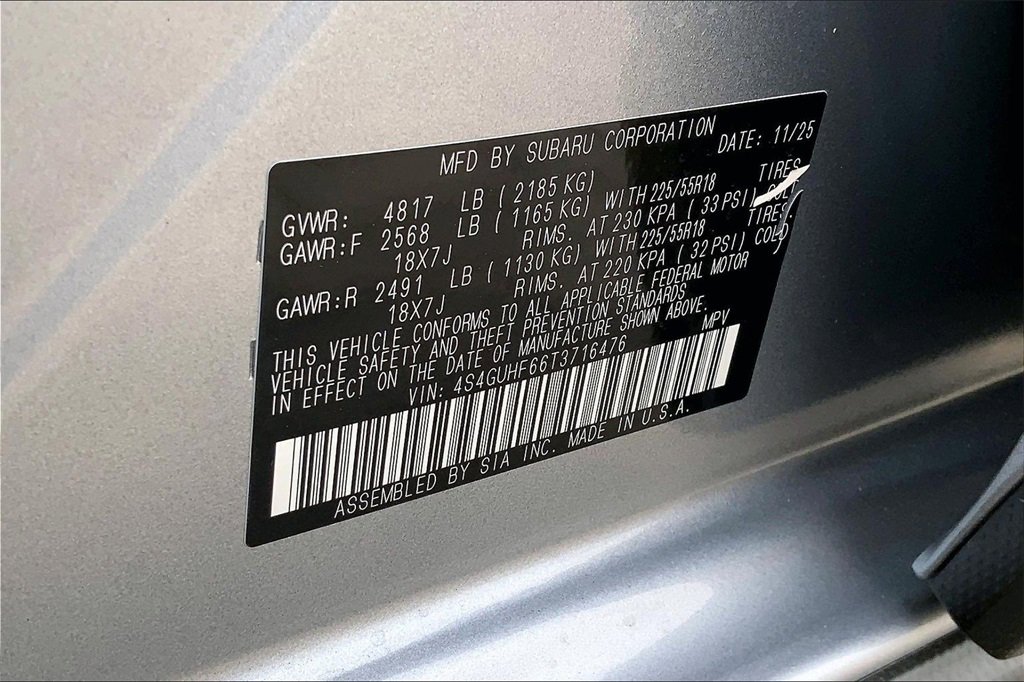 MFD BY SUBARU CORPORATION DATE: 11/25
GVWR: 4817 LB ( 2185 KG)
GAWR:F 2568 LB ( 1165 KG) WITH 225/55R18 TIRES
18X7J RIMS. AT 230 KPA ( 33 PSI)
GAWR:R 2491 LB ( 1130 KG) WITH 225/55R18 TIRES.
18X7J RIMS. AT 220 KPA ( 32 PSI) COLD
THIS VEHICLE CONFORMS TO ALL APPLICABLE FEDERAL MOTOR
VEHICLE SAFETY AND THEFT PREVENTION STANDARDS
IN EFFECT ON THE DATE OF MANUFACTURE SHOWN ABOVE.
VIN: 4S4GUHF66T3716476 MPV
ASSEMBLED BY SIA INC. MADE IN U.S.A.